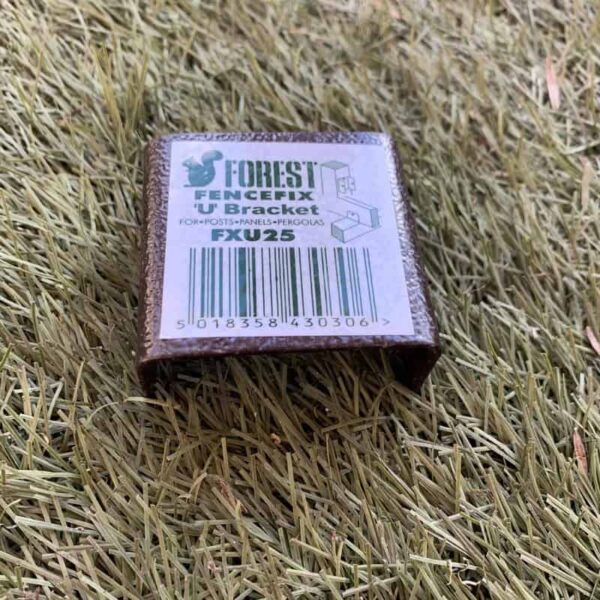 FOREST
FENCEFIX
'U' Bracket
FOR•POSTS•PANELS•PERGOLAS
FXU25
5 018358 430306 >